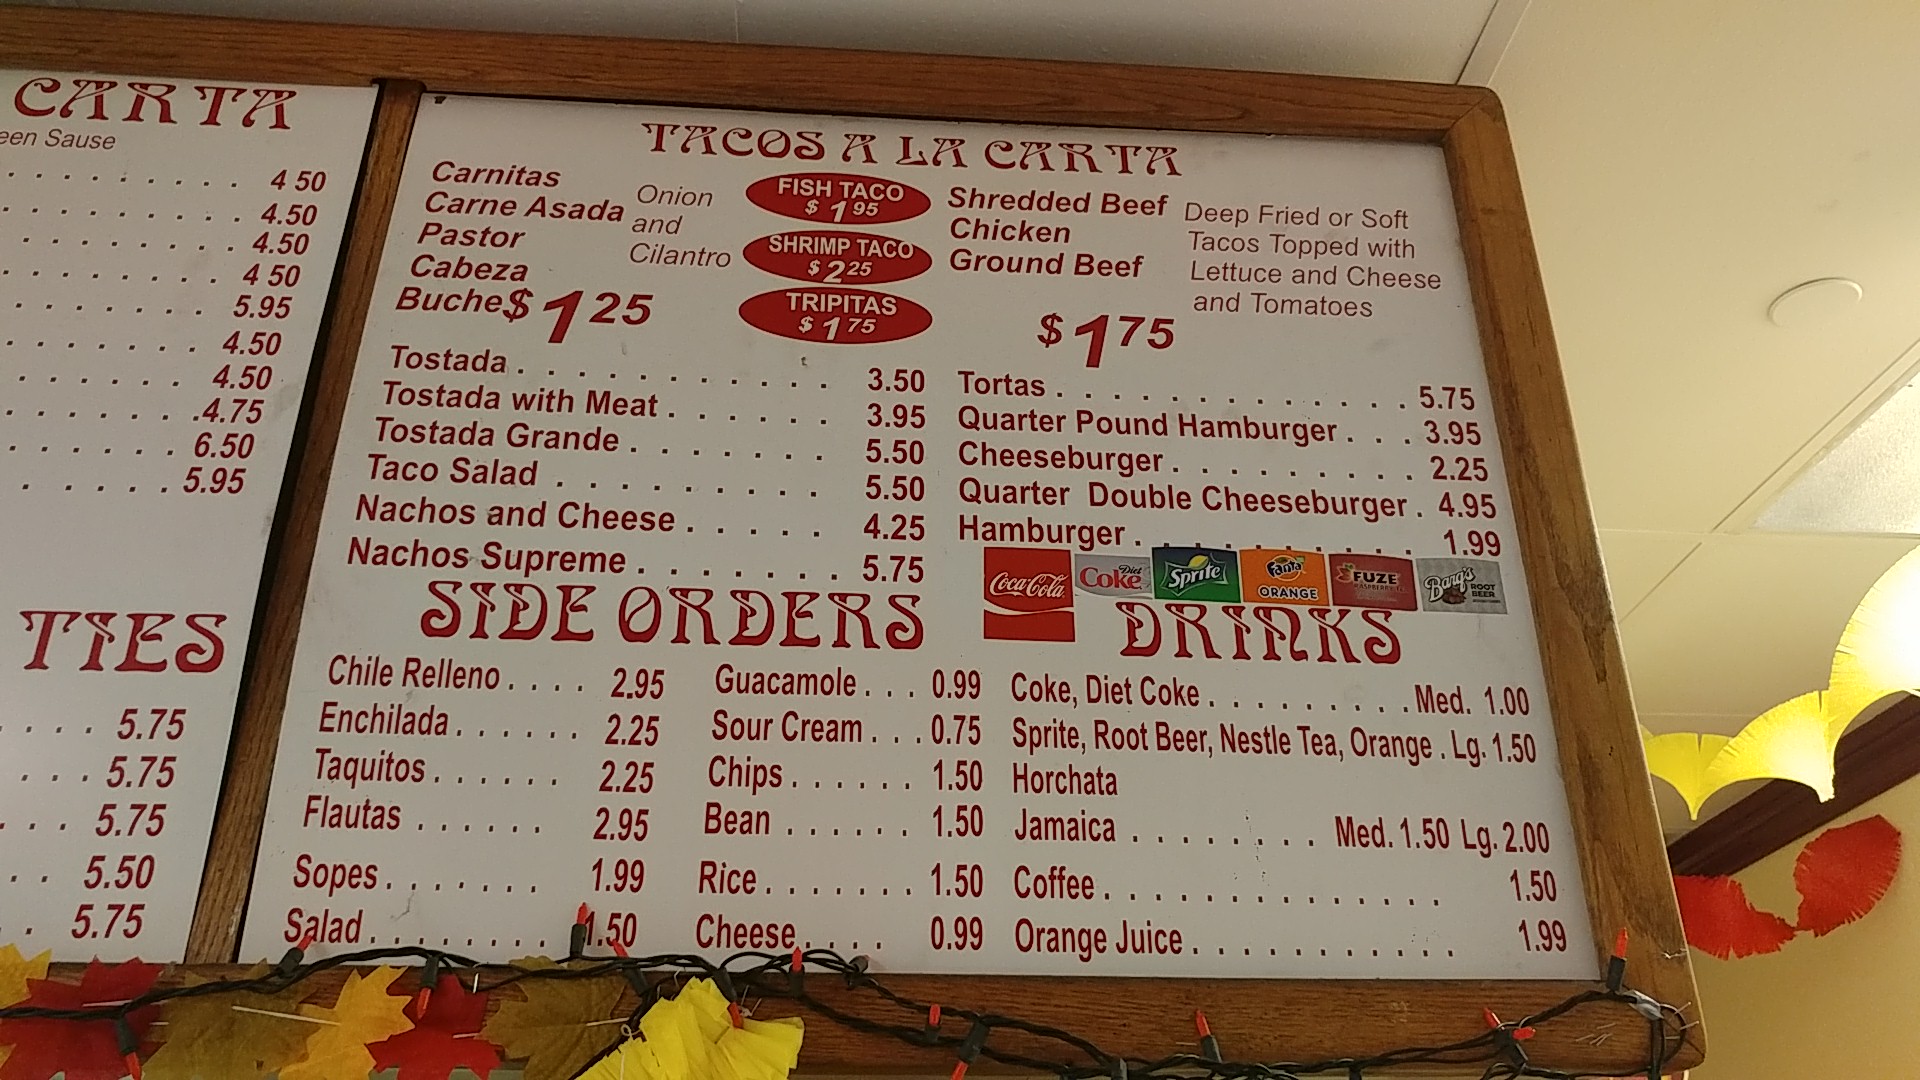 CARTA
een Sause
4 50
4.50
4.50
4 50
5.95
4.50
4.50
4.75
6.50
5.95
TIES
5.75
5.75
5.75
5.50
5.75
TACOS A LA CARTA
Carnitas
Carne Asada
Pastor
Cabeza
Buche $1 25
Onion
and
Cilantro
FISH TACO
$ 1 95
SHRIMP TACO
$ 2 25
TRIPITAS
$ 1 75
Shredded Beef
Chicken
Ground Beef
Deep Fried or Soft
Tacos Topped with
Lettuce and Cheese
and Tomatoes
$1 75
Tostada . . . . . . . . . . . 3.50
Tostada with Meat . . . . . . 3.95
Tostada Grande . . . . . . . 5.50
Taco Salad . . . . . . . . . 5.50
Nachos and Cheese . . . . . 4.25
Nachos Supreme . . . . . . . 5.75
Tortas . . . . . . . . . . . . . 5.75
Quarter Pound Hamburger . . . 3.95
Cheeseburger . . . . . . . . . 2.25
Quarter Double Cheeseburger . 4.95
Hamburger . . . . . . . . . . 1.99
Coca-Cola
Diet Coke
Sprite
Fanta
ORANGE
FUZE
RASPBERRY
Barq's
ROOT
BEER
SIDE ORDERS
Chile Relleno . . . . 2.95
Enchilada . . . . . . 2.25
Taquitos . . . . . . 2.25
Flautas . . . . . . 2.95
Sopes . . . . . . . 1.99
Salad . . . . . . . . 1.50
Guacamole . . . 0.99
Sour Cream . . . 0.75
Chips . . . . . . 1.50
Bean . . . . . . 1.50
Rice . . . . . . . 1.50
Cheese . . . . 0.99
DRINKS
Coke, Diet Coke . . . . . . . . . Med. 1.00
Sprite, Root Beer, Nestle Tea, Orange . Lg. 1.50
Horchata
Jamaica . . . . . . . . Med. 1.50 Lg. 2.00
Coffee . . . . . . . . . . . . . . 1.50
Orange Juice . . . . . . . . . . . 1.99